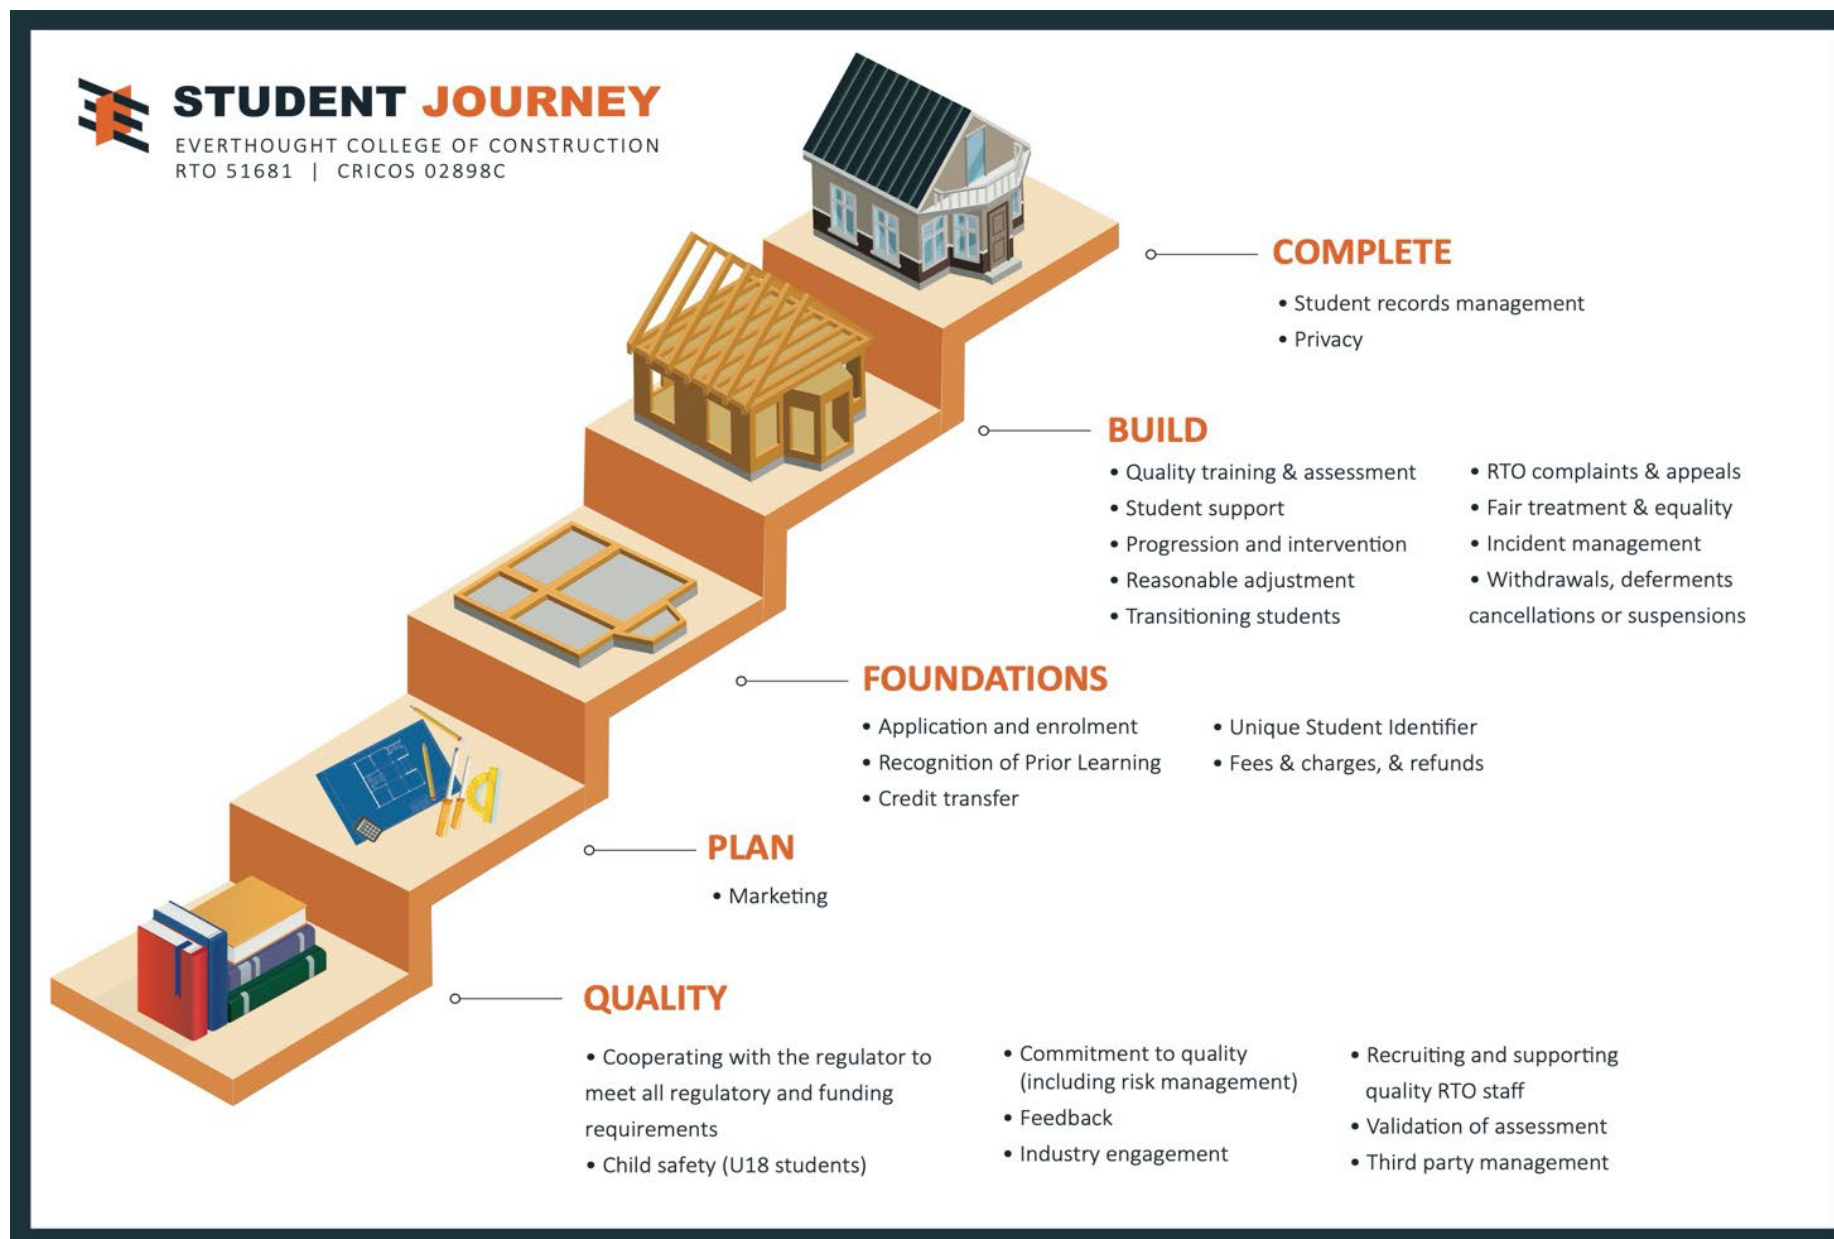 STUDENT JOURNEY
EVERTHOUGHT COLLEGE OF CONSTRUCTION
RTO 51681 | CRICOS 02898C
COMPLETE
• Student records management
• Privacy
BUILD
• Quality training & assessment
• Student support
• Progression and intervention
• Reasonable adjustment
• Transitioning students
• RTO complaints & appeals
• Fair treatment & equality
• Incident management
• Withdrawals, deferments
cancellations or suspensions
FOUNDATIONS
• Application and enrolment
• Recognition of Prior Learning
• Credit transfer
• Unique Student Identifier
• Fees & charges, & refunds
PLAN
• Marketing
QUALITY
• Cooperating with the regulator to
meet all regulatory and funding
requirements
• Child safety (U18 students)
• Commitment to quality
(including risk management)
• Feedback
• Industry engagement
• Recruiting and supporting
quality RTO staff
• Validation of assessment
• Third party management